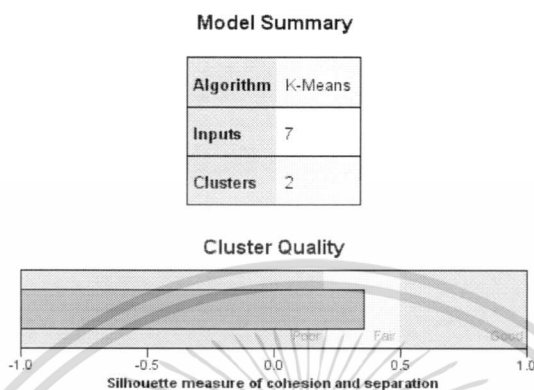 Model Summary
Algorithm K-Means
Inputs 7
Clusters 2
Cluster Quality
Poor Fair Good
-1.0 -0.5 0.0 0.5 1.0
Silhouette measure of cohesion and separation